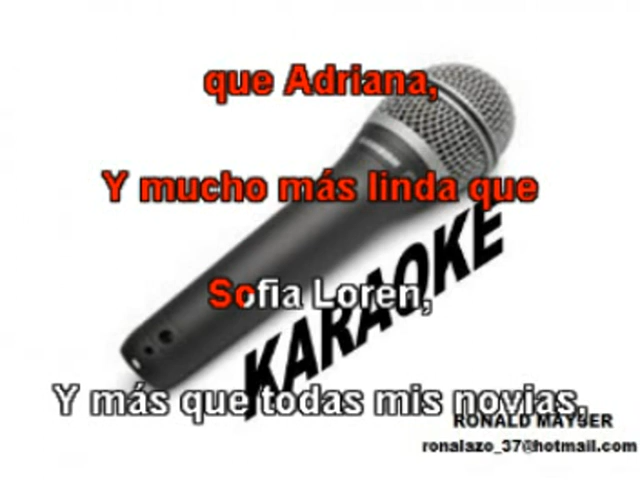 que Adriana,
Y mucho más linda que
Sofia Loren,
KARAOKE
Y más que todas mis novias,
RONALD MAYSER
ronalazo_37@hotmail.com